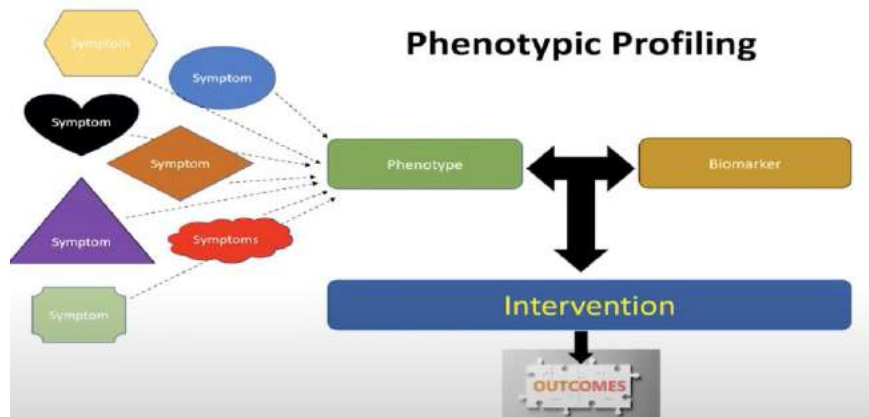 Phenotypic Profiling
Symptom
Symptom
Symptom
Symptom
Symptom
Symptoms
Symptom
Phenotype
Biomarker
Intervention
OUTCOMES